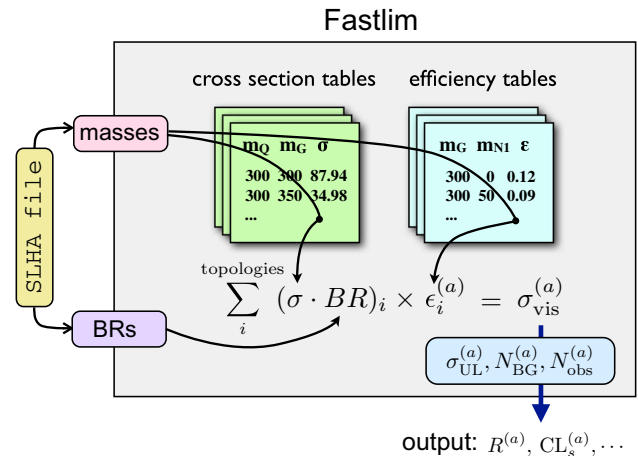 Fastlim
cross section tables
efficiency tables
masses
m_Q m_G σ
300 300 87.94
300 350 34.98
...
m_G m_N1 ε
300 0 0.12
300 50 0.09
...
SLHA file
BRs
∑_i^{topologies} (σ · BR)_i × ϵ_i^{(a)} = σ_vis^{(a)}
σ_UL^{(a)}, N_BG^{(a)}, N_obs^{(a)}
output: R^{(a)}, CL_s^{(a)}, ⋯